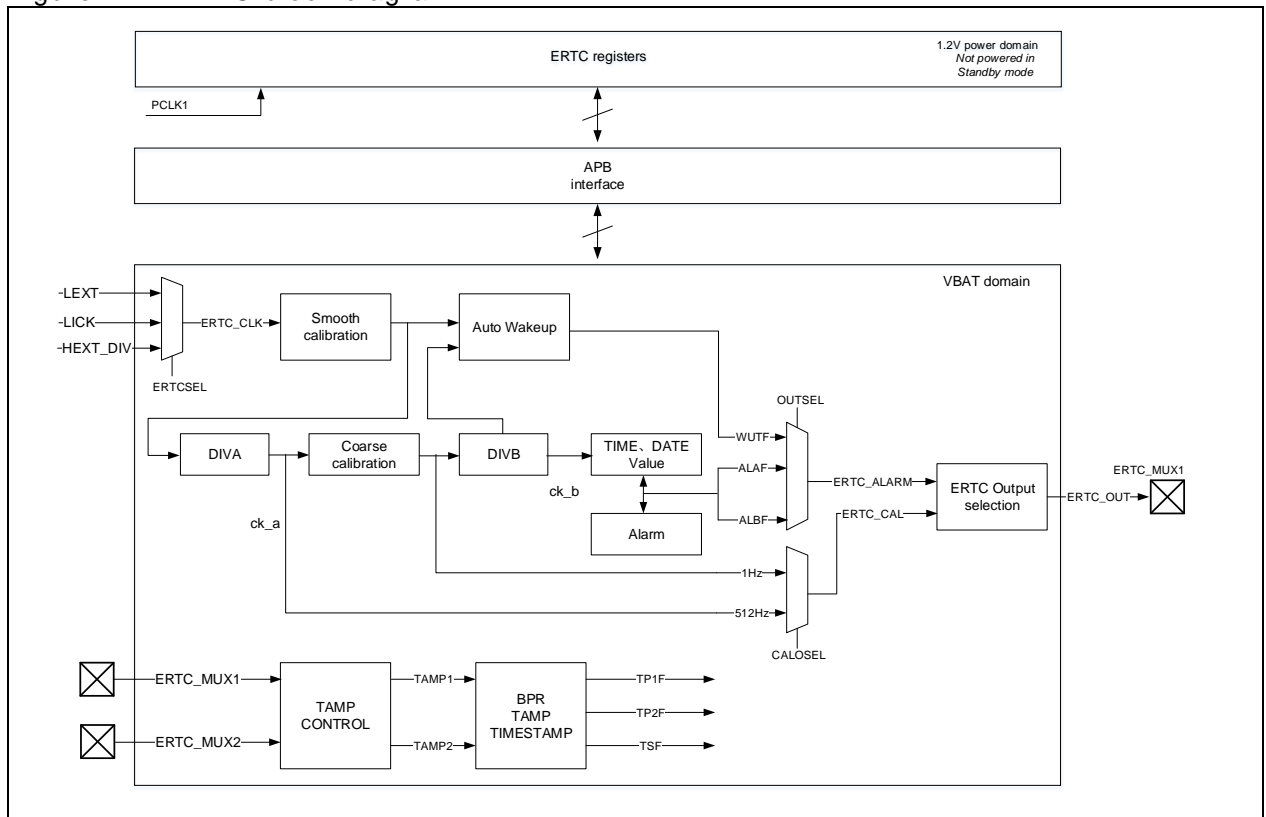 ERTC registers
1.2V power domain
Not powered in
Standby mode
PCLK1
APB
interface
VBAT domain
LEXT
LICK
HEXT_DIV
ERTC_CLK
ERTCSEL
Smooth
calibration
Auto Wakeup
OUTSEL
DIVA
Coarse
calibration
DIVB
TIME、DATE
Value
WUTF
ALAF
ALBF
ck_a
ck_b
Alarm
ERTC_ALARM
ERTC_CAL
ERTC Output
selection
ERTC_OUT
ERTC_MUX1
1Hz
512Hz
CALOSEL
ERTC_MUX1
ERTC_MUX2
TAMP
CONTROL
TAMP1
TAMP2
BPR
TAMP
TIMESTAMP
TP1F
TP2F
TSF